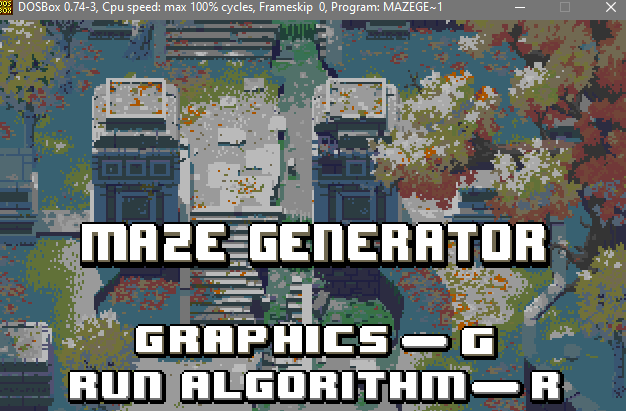 DOSBox 0.74-3, Cpu speed: max 100% cycles, Frameskip 0, Program: MAZEGE~1
MAZE GENERATOR
GRAPHICS — G
RUN ALGORITHM — R